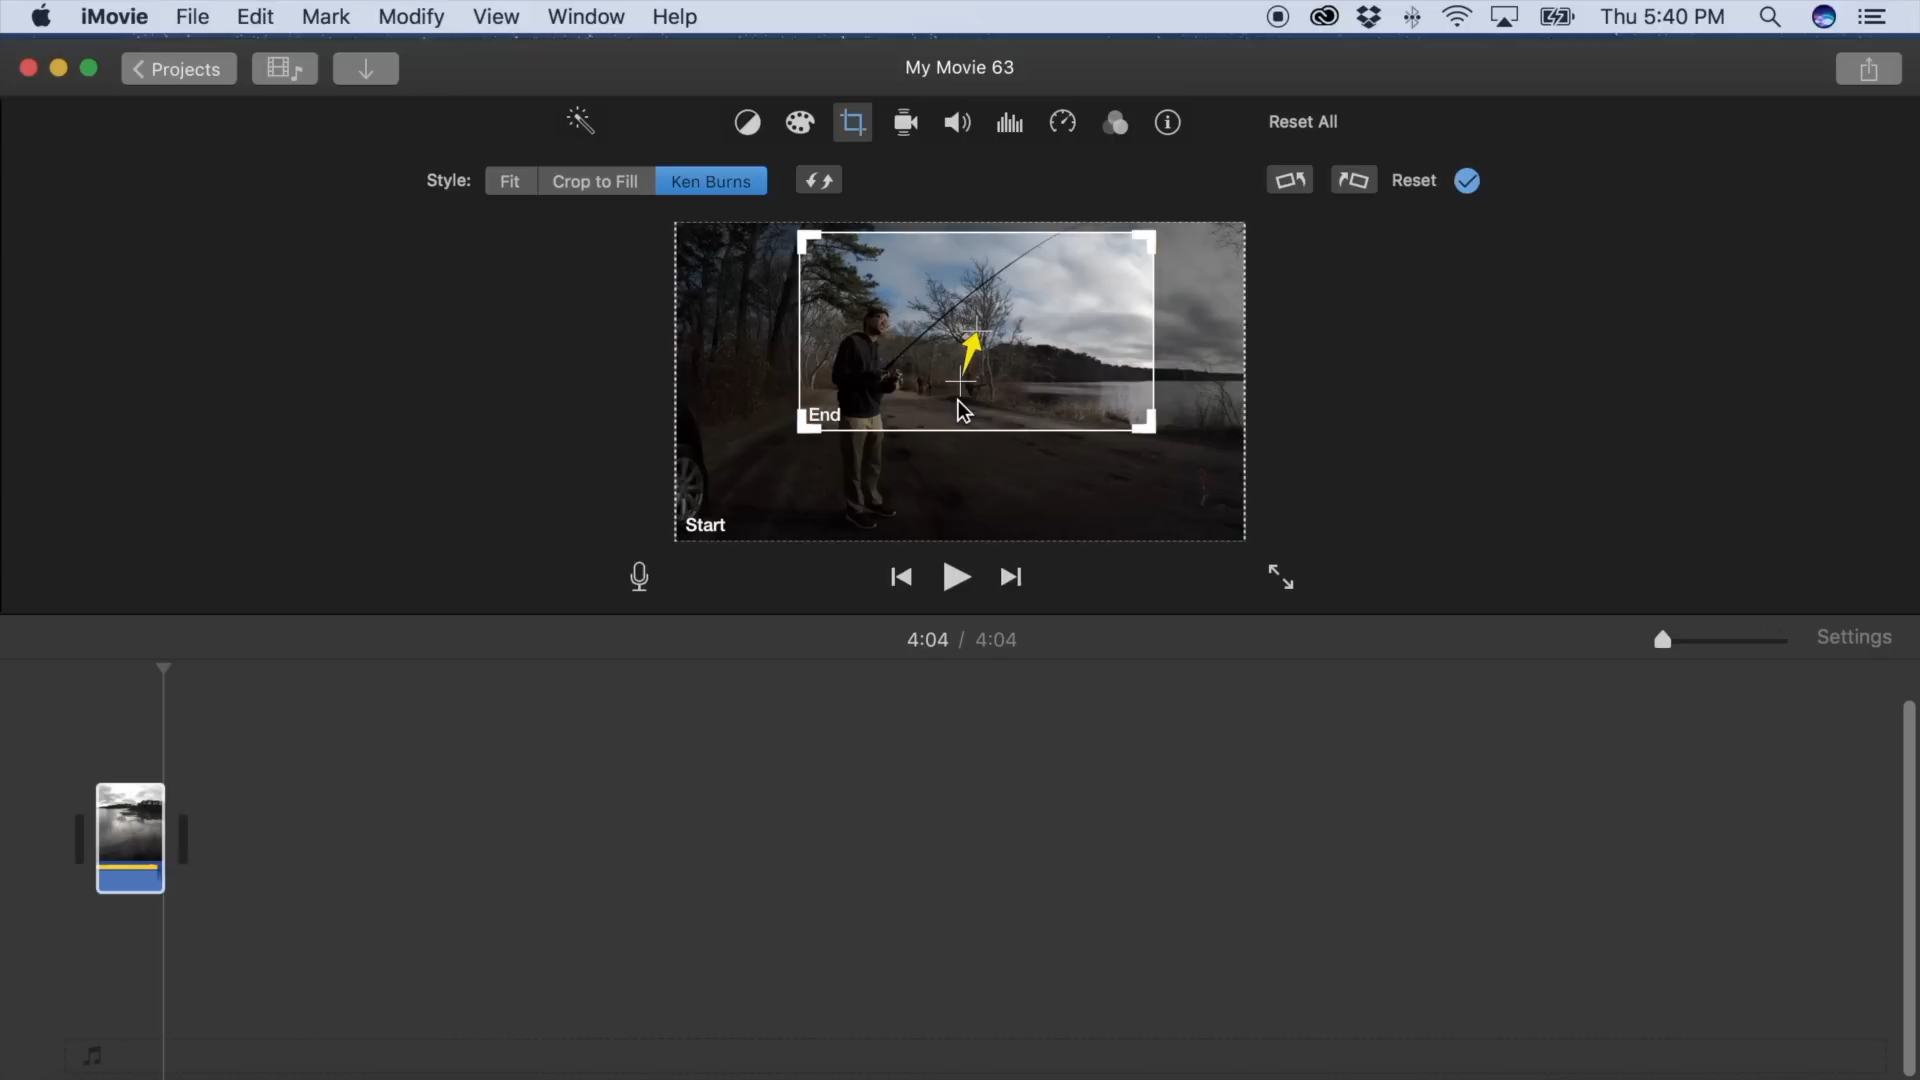 iMovie File Edit Mark Modify View Window Help Thu 5:40 PM
Projects My Movie 63
Reset All
Style: Fit Crop to Fill Ken Burns Reset
End
Start
4:04 / 4:04 Settings